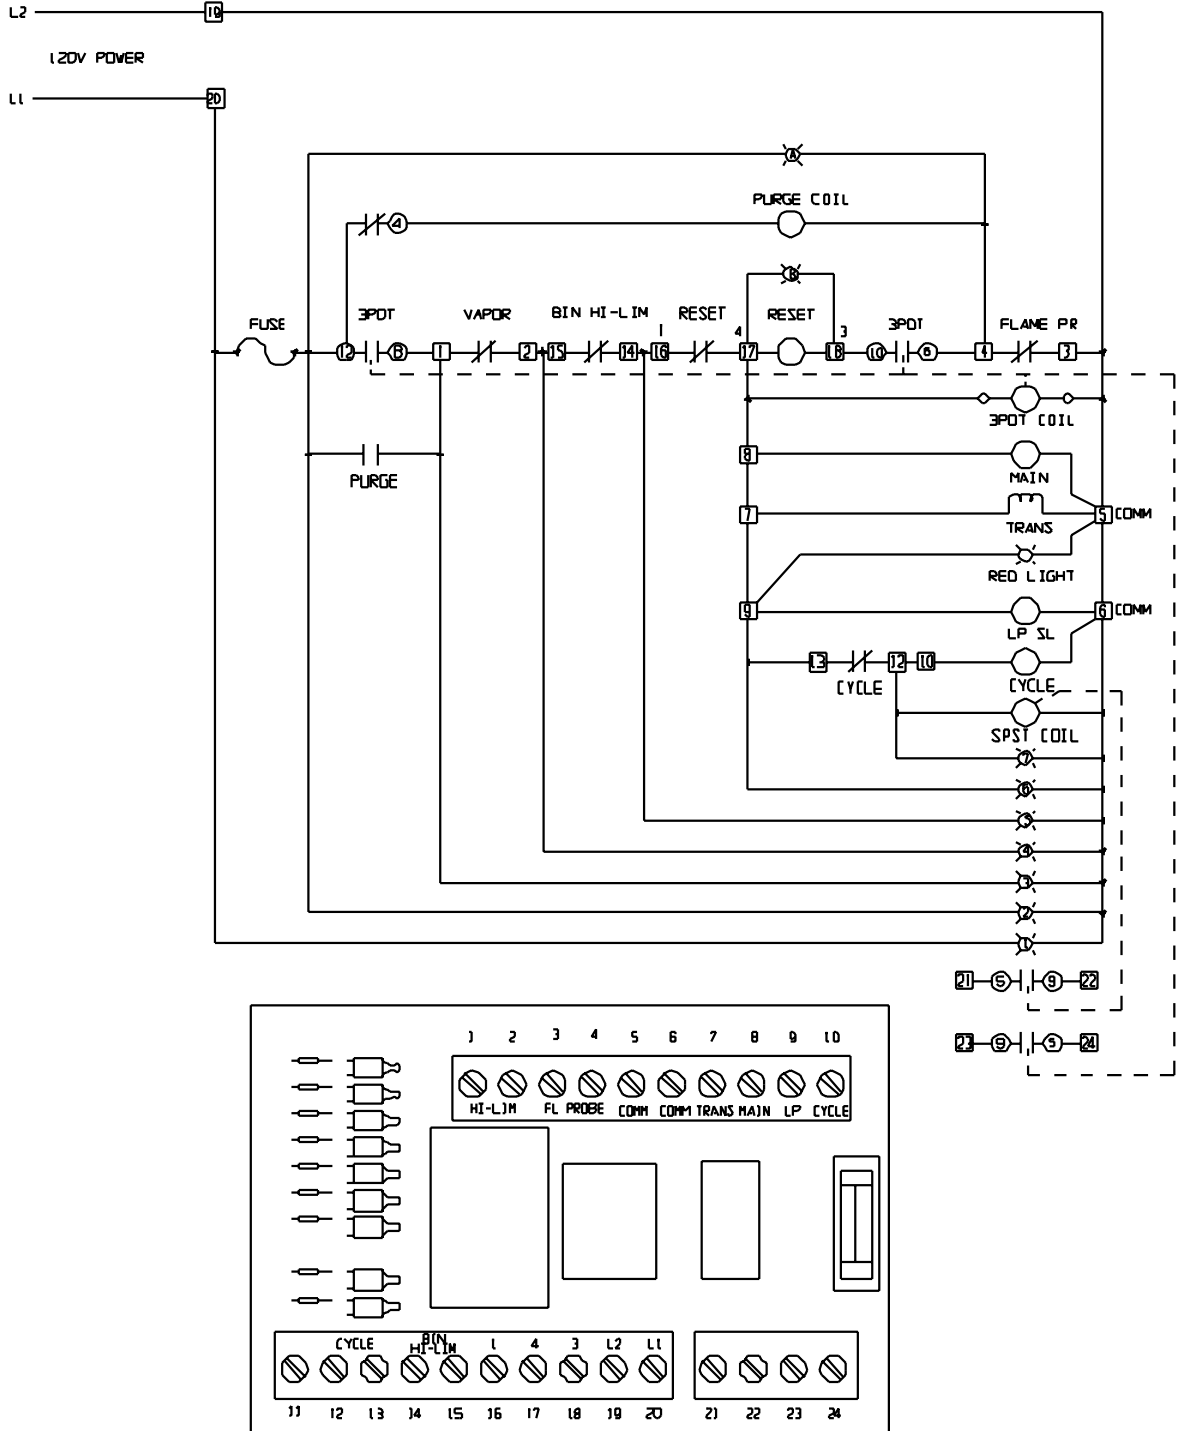 L2
19
120V POWER
L1
20
A
PURGE COIL
4
B
3PDT VAPOR BIN HI-LIM RESET RESET 3PDT FLAME PR
FUSE
1 4 3
12 B 1 2 15 14 16 17 18 10 6 4 3
3PDT COIL
8
PURGE
MAIN
7 5 COMM
TRANS
RED LIGHT
9 6 COMM
LP SL
13 12 10
CYCLE CYCLE
SPST COIL
7
6
5
4
3
2
1
21 5 9 22
23 9 5 24
1 2 3 4 5 6 7 8 9 10
HI-LIM FL PROBE COMM COMM TRANS MAIN LP CYCLE
CYCLE BIN HI-LIM 1 4 3 L2 L1
11 12 13 14 15 16 17 18 19 20 21 22 23 24